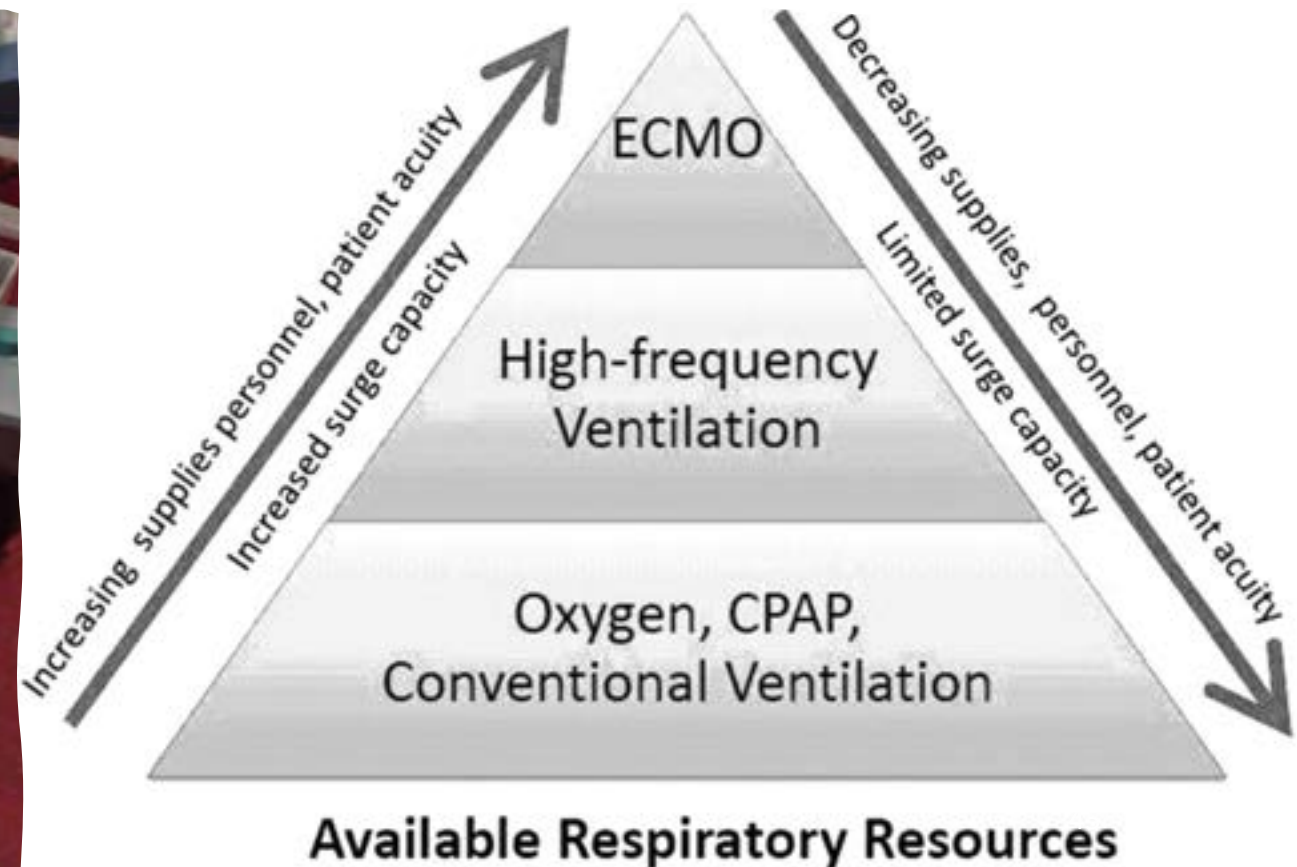 Increasing supplies personnel, patient acuity
Increased surge capacity
ECMO
Decreasing supplies, personnel, patient acuity
Limited surge capacity
High-frequency
Ventilation
Oxygen, CPAP,
Conventional Ventilation
Available Respiratory Resources